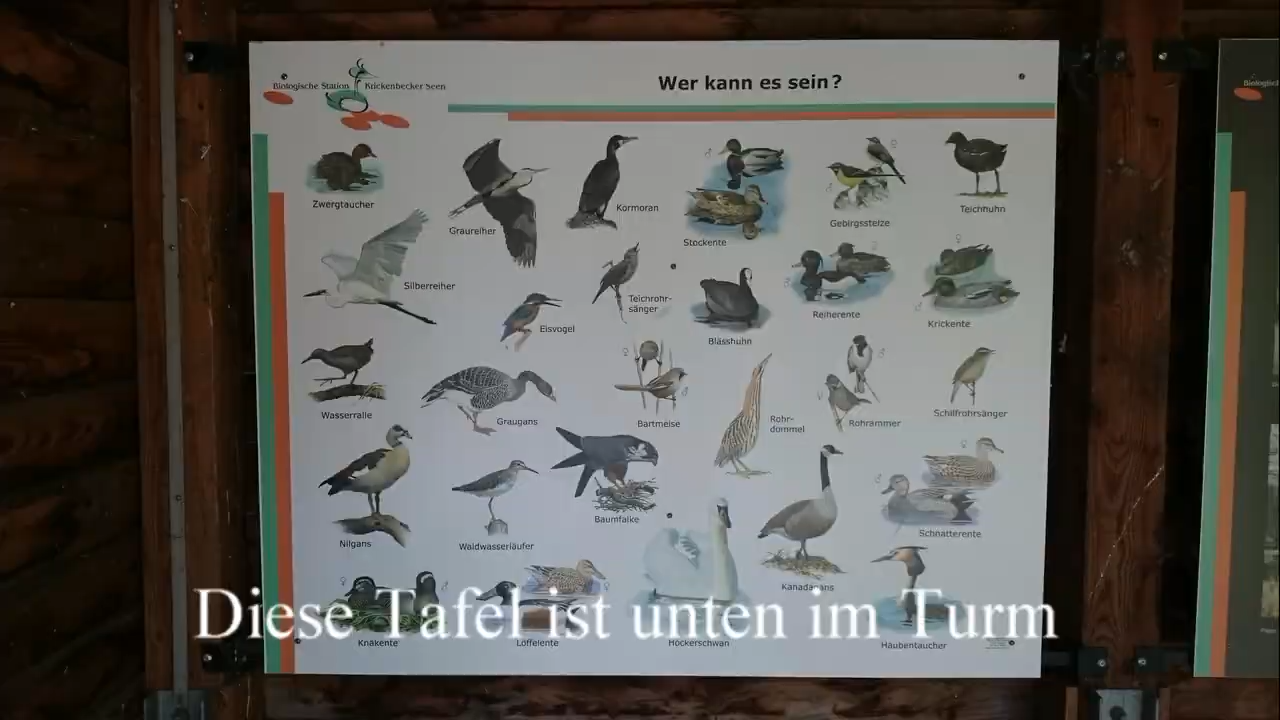 Biologische Station Krickenbecker Seen
Wer kann es sein?
Zwergtaucher
Graureiher
Kormoran
Stockente
Gebirgsstelze
Teichhuhn
Silberreiher
Eisvogel
Teichrohr-
sänger
Blässhuhn
Reiherente
Krickente
Wasserralle
Graugans
Bartmeise
Rohr-
dommel
Rohrammer
Schilfrohrsänger
Nilgans
Waldwasserläufer
Baumfalke
Kanadagans
Schnatterente
Diese Tafel ist unten im Turm
Knäkente
Löffelente
Höckerschwan
Haubentaucher